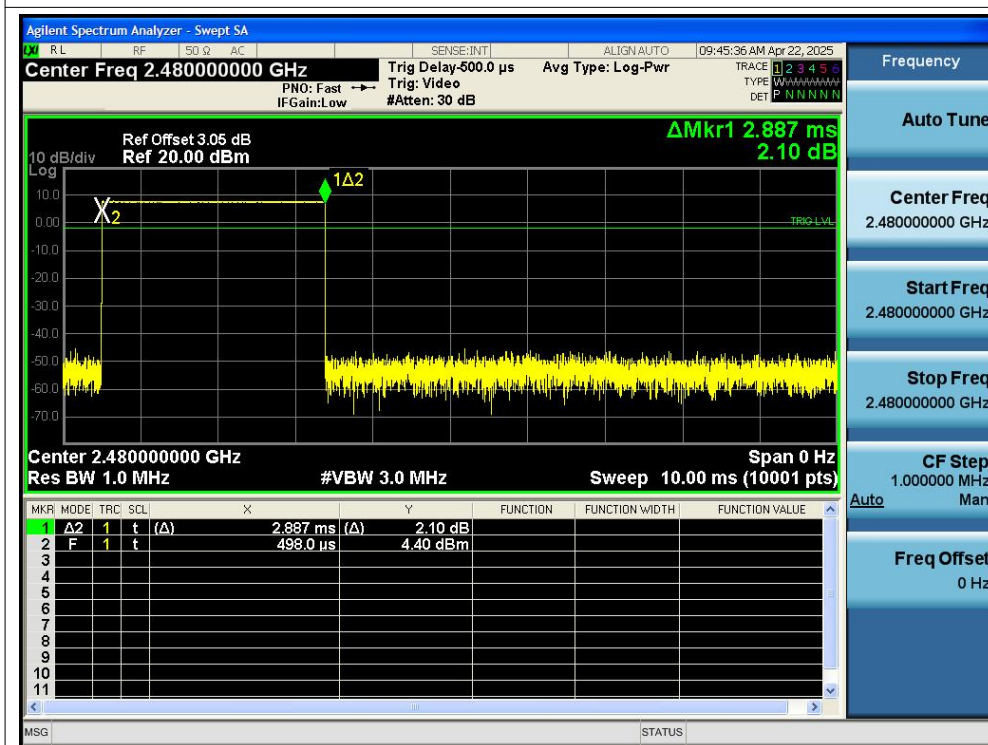 Agilent Spectrum Analyzer - Swept SA
LXI RL RF 50 Ω AC SENSE:INT ALIGN AUTO 09:45:36 AM Apr 22, 2025
Center Freq 2.480000000 GHz
PNO: Fast
IFGain:Low
Trig Delay-500.0 µs
Trig: Video
#Atten: 30 dB
Avg Type: Log-Pwr
TRACE 1 2 3 4 5 6
TYPE WWWWWW
DET P N N N N N
Ref Offset 3.05 dB
Ref 20.00 dBm
10 dB/div
Log
ΔMkr1 2.887 ms
2.10 dB
1Δ2
10.0
2
0.00
TRIG LVL
-10.0
-20.0
-30.0
-40.0
-50.0
-60.0
-70.0
Center 2.480000000 GHz Span 0 Hz
Res BW 1.0 MHz #VBW 3.0 MHz Sweep 10.00 ms (10001 pts)
MKR MODE TRC SCL X Y FUNCTION FUNCTION WIDTH FUNCTION VALUE
1 Δ2 1 t (Δ) 2.887 ms (Δ) 2.10 dB
2 F 1 t 498.0 µs 4.40 dBm
3
4
5
6
7
8
9
10
11
MSG STATUS
Frequency
Auto Tune
Center Freq
2.480000000 GHz
Start Freq
2.480000000 GHz
Stop Freq
2.480000000 GHz
CF Step
1.000000 MHz
Auto Man
Freq Offset
0 Hz